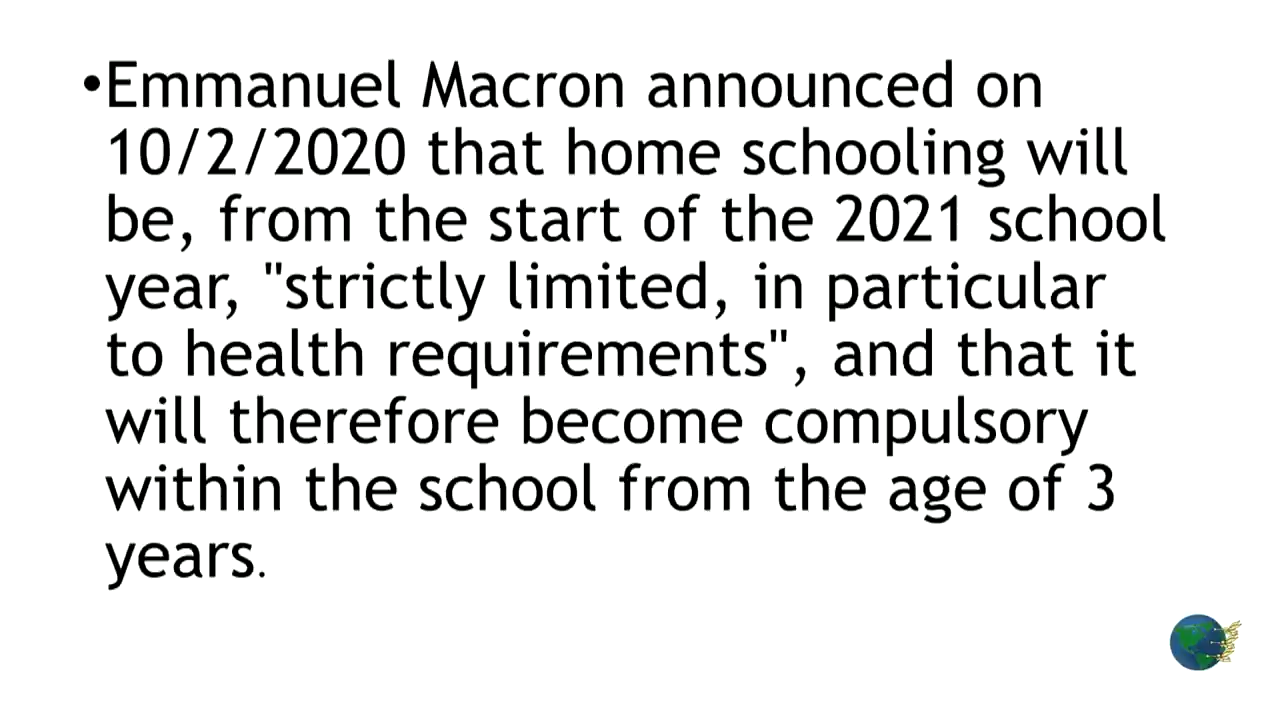 •Emmanuel Macron announced on
10/2/2020 that home schooling will
be, from the start of the 2021 school
year, "strictly limited, in particular
to health requirements", and that it
will therefore become compulsory
within the school from the age of 3
years.